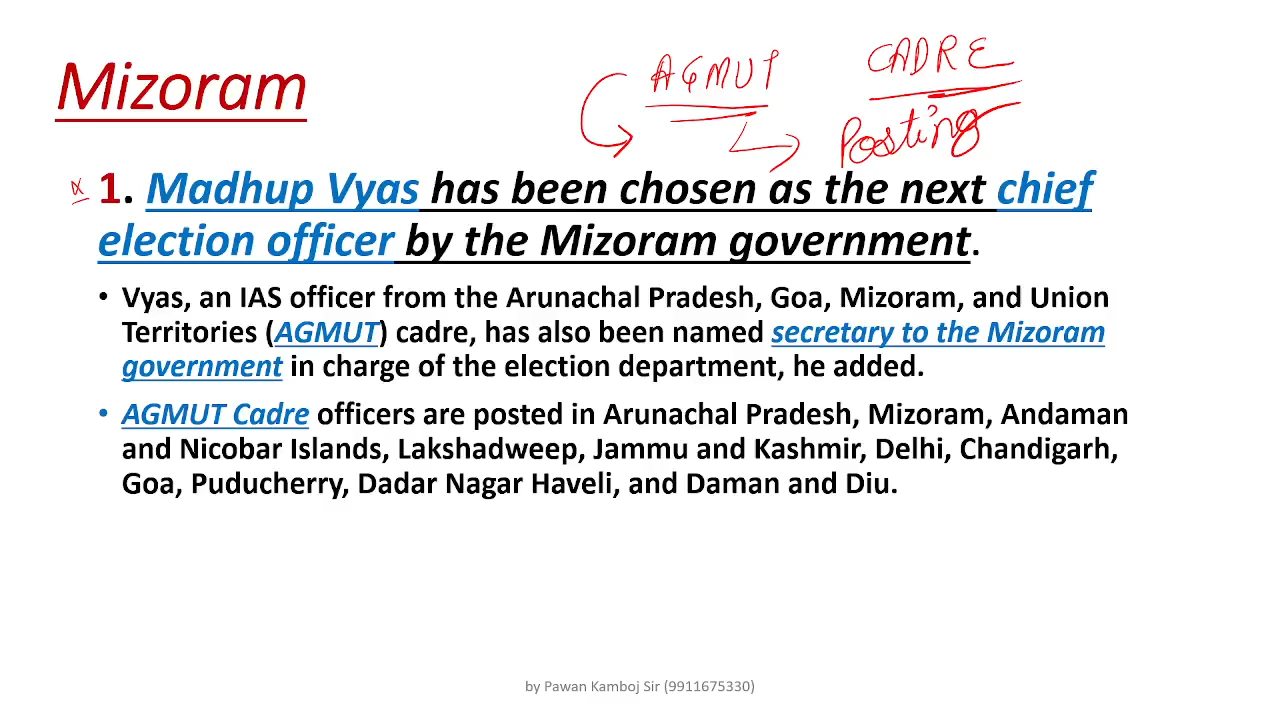 Mizoram
AGMUT CADRE
Posting
1. Madhup Vyas has been chosen as the next chief
election officer by the Mizoram government.
• Vyas, an IAS officer from the Arunachal Pradesh, Goa, Mizoram, and Union
Territories (AGMUT) cadre, has also been named secretary to the Mizoram
government in charge of the election department, he added.
• AGMUT Cadre officers are posted in Arunachal Pradesh, Mizoram, Andaman
and Nicobar Islands, Lakshadweep, Jammu and Kashmir, Delhi, Chandigarh,
Goa, Puducherry, Dadar Nagar Haveli, and Daman and Diu.
by Pawan Kamboj Sir (9911675330)